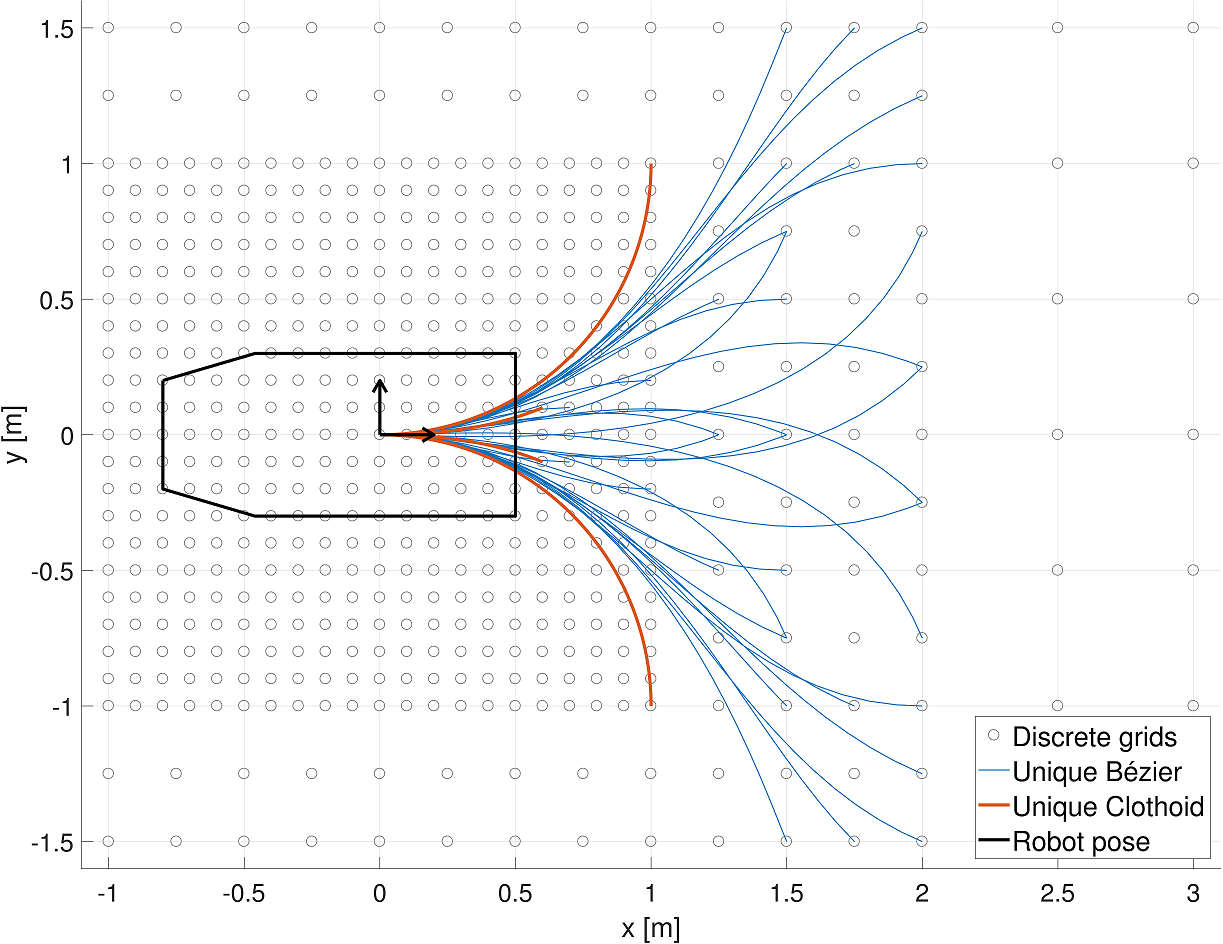 1.5
1
0.5
0
-0.5
-1
-1.5
y [m]
Discrete grids
Unique Bézier
Unique Clothoid
Robot pose
-1 -0.5 0 0.5 1 1.5 2 2.5 3
x [m]